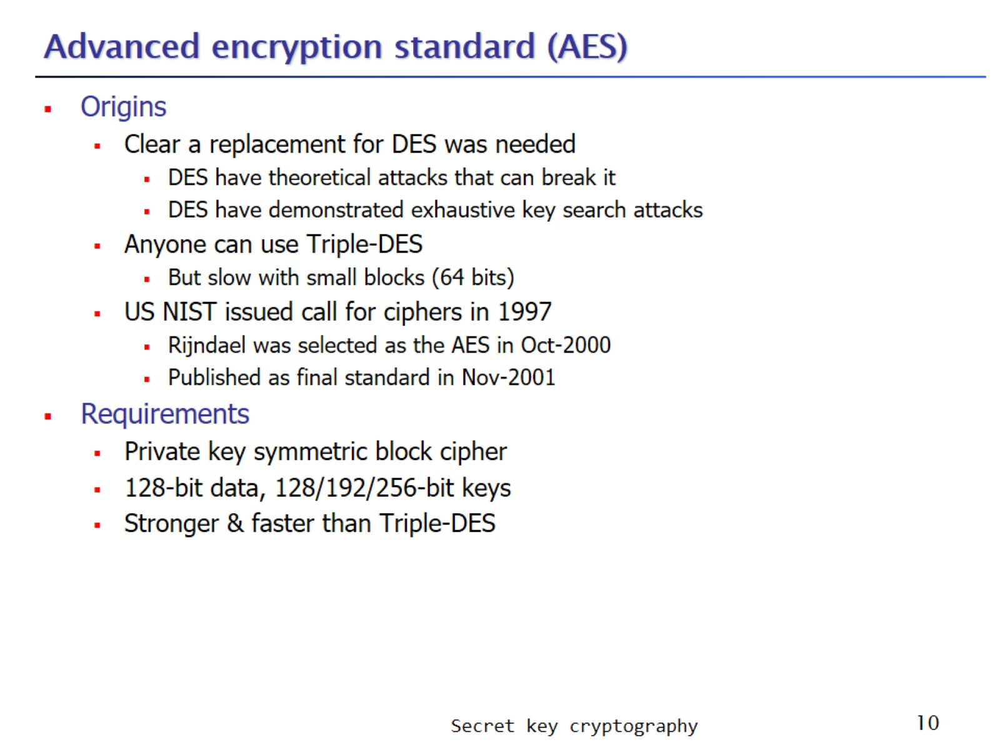 Advanced encryption standard (AES)
Origins
Clear a replacement for DES was needed
DES have theoretical attacks that can break it
DES have demonstrated exhaustive key search attacks
Anyone can use Triple-DES
But slow with small blocks (64 bits)
US NIST issued call for ciphers in 1997
Rijndael was selected as the AES in Oct-2000
Published as final standard in Nov-2001
Requirements
Private key symmetric block cipher
128-bit data, 128/192/256-bit keys
Stronger & faster than Triple-DES
Secret key cryptography
10